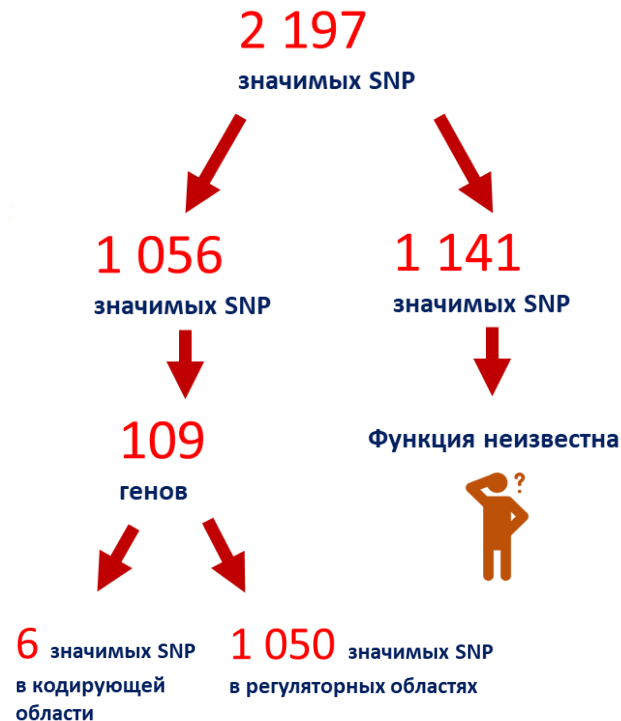 2 197
значимых SNP
1 056
значимых SNP
1 141
значимых SNP
109
генов
Функция неизвестна
?
6 значимых SNP
в кодирующей
области
1 050 значимых SNP
в регуляторных областях